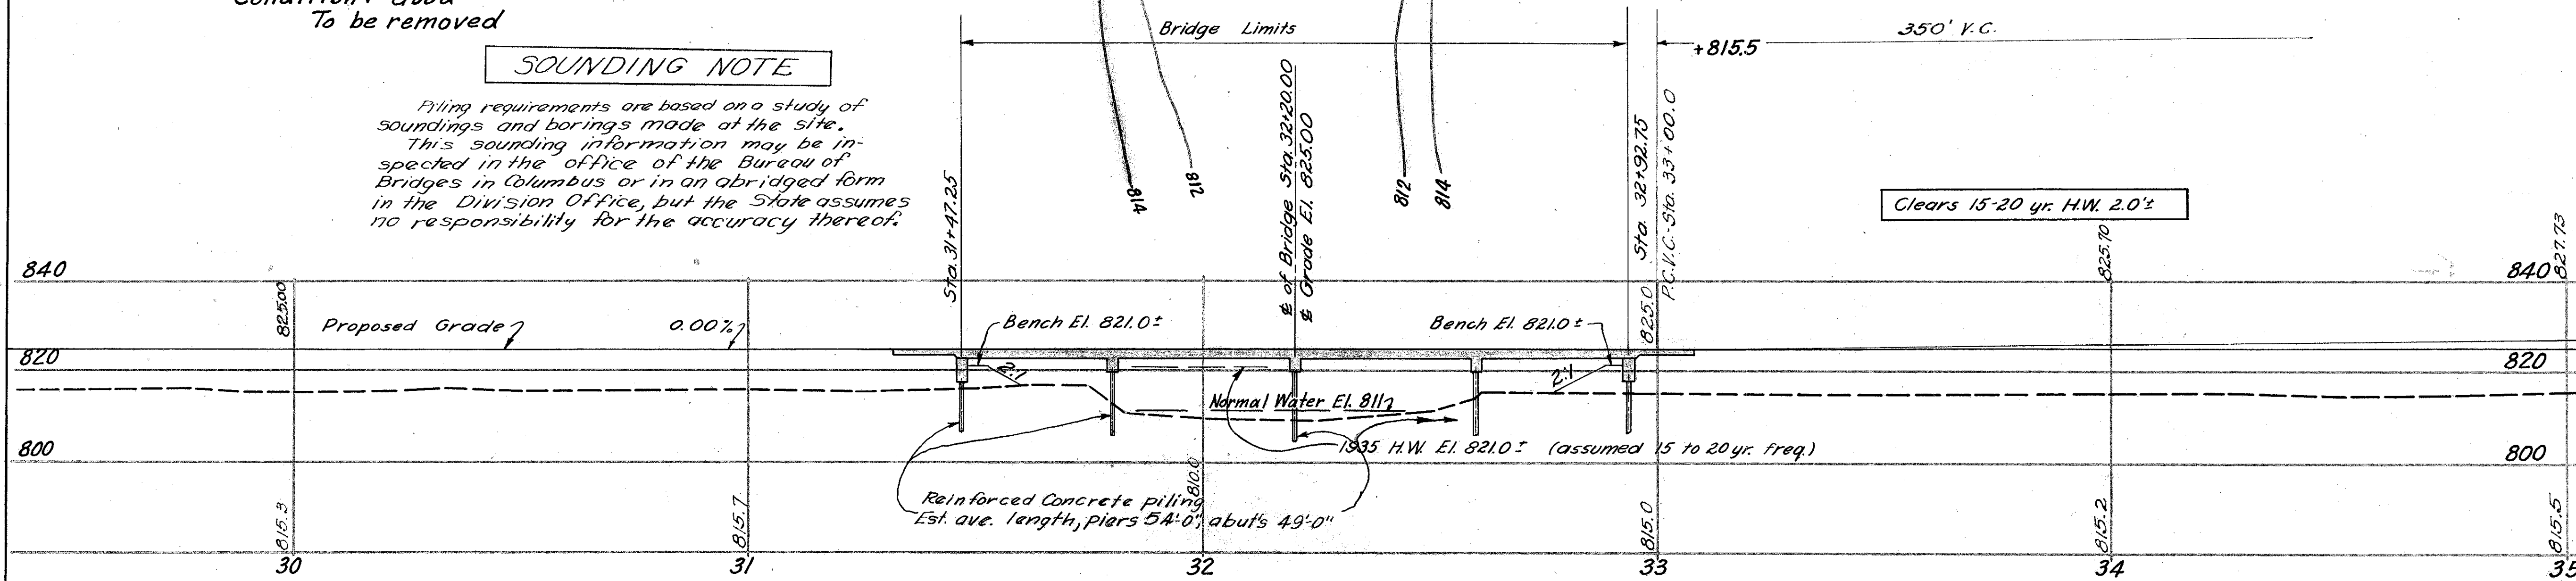 To be removed
SOUNDING NOTE
Piling requirements are based on a study of
soundings and borings made at the site.
This sounding information may be in-
spected in the office of the Bureau of
Bridges in Columbus or in an abridged form
in the Division Office, but the State assumes
no responsibility for the accuracy thereof.
Bridge Limits
+815.5
350' V.C.
814
812
812
814
Sta. 31+47.25
℄ of Bridge Sta. 32+20.00
℄ Grade El. 825.00
Sta. 32+92.75
P.C.V.C.-Sta. 33+00.0
Clears 15-20 yr. H.W. 2.0'±
840
825.00
825.0
825.70
827.73
840
Proposed Grade
0.00%
Bench El. 821.0±
Bench El. 821.0±
820
820
2:1
2:1
Normal Water El. 811
1935 H.W. El. 821.0± (assumed 15 to 20 yr. freq.)
800
800
Reinforced Concrete piling
Est. ave. length, piers 54'-0", abut's 49'-0"
815.3
815.7
810.0
815.0
815.2
815.5
30
31
32
33
34
35